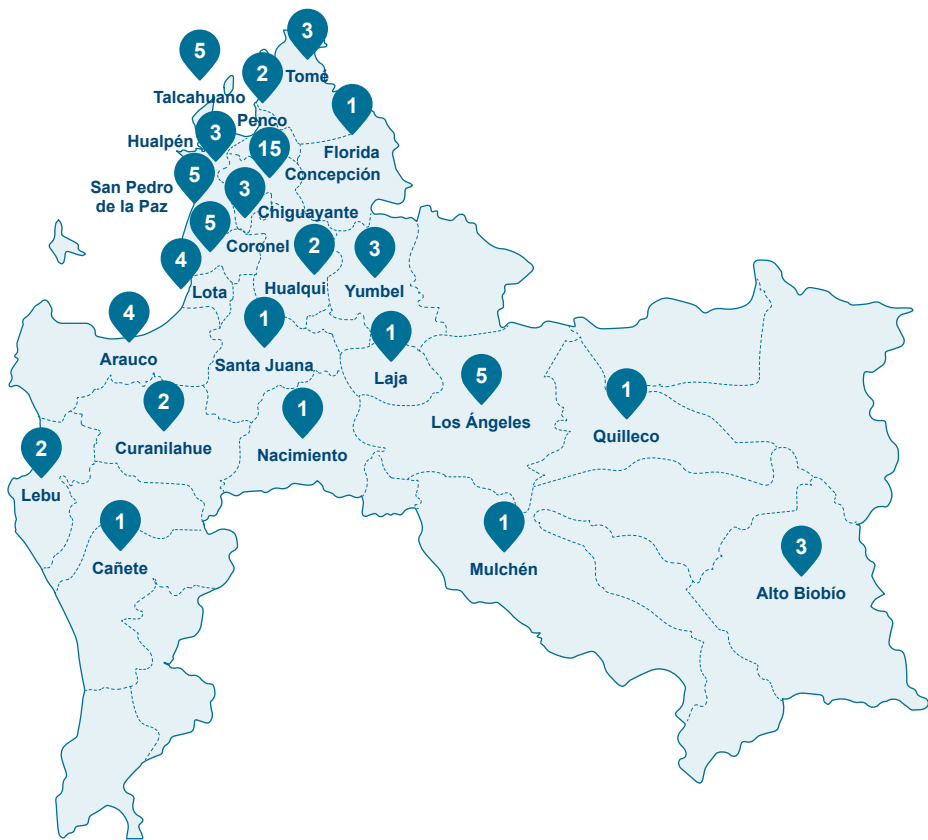 3
Tomé
5
Talcahuano
2
Penco
1
Florida
3
Hualpén
15
Concepción
5
San Pedro
de la Paz
3
Chiguayante
5
Coronel
2
Hualqui
3
Yumbel
4
Lota
4
Arauco
1
Santa Juana
1
Laja
5
Los Ángeles
1
Quilleco
2
Curanilahue
1
Nacimiento
2
Lebu
1
Cañete
1
Mulchén
3
Alto Biobío